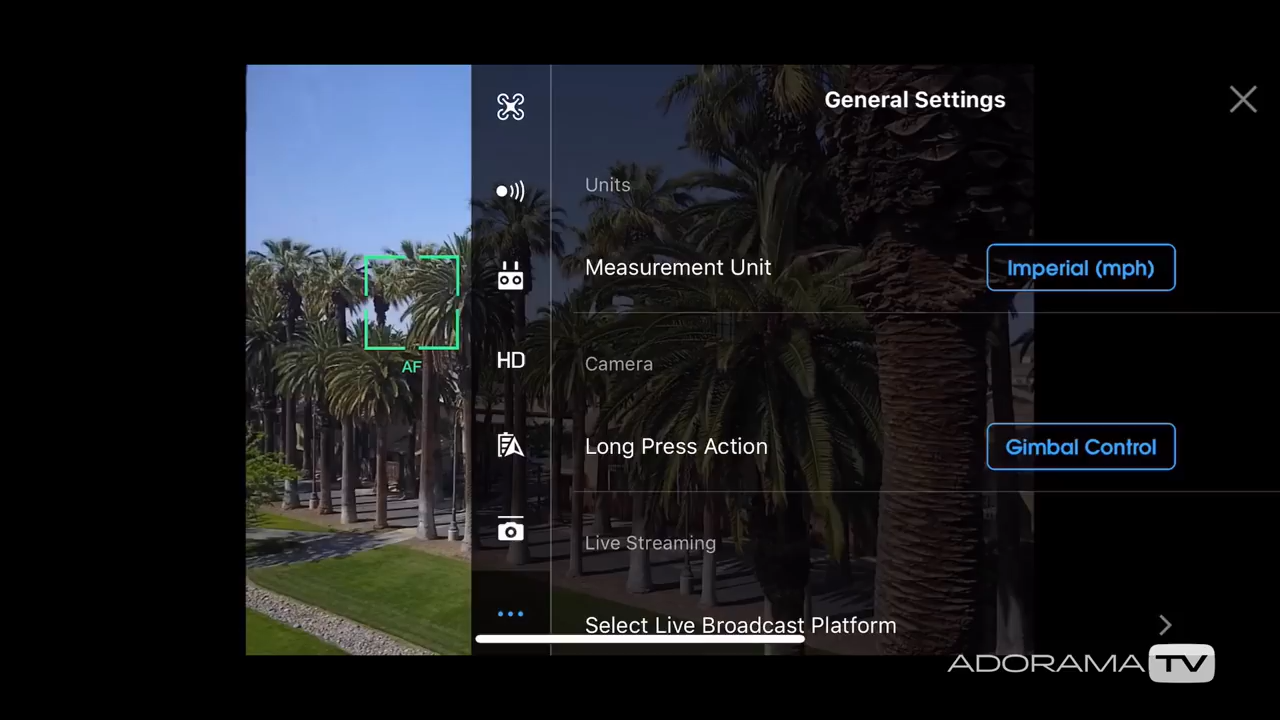 General Settings
Units
Measurement Unit
Imperial (mph)
AF
HD
Camera
Long Press Action
Gimbal Control
Live Streaming
Select Live Broadcast Platform
ADORAMA TV